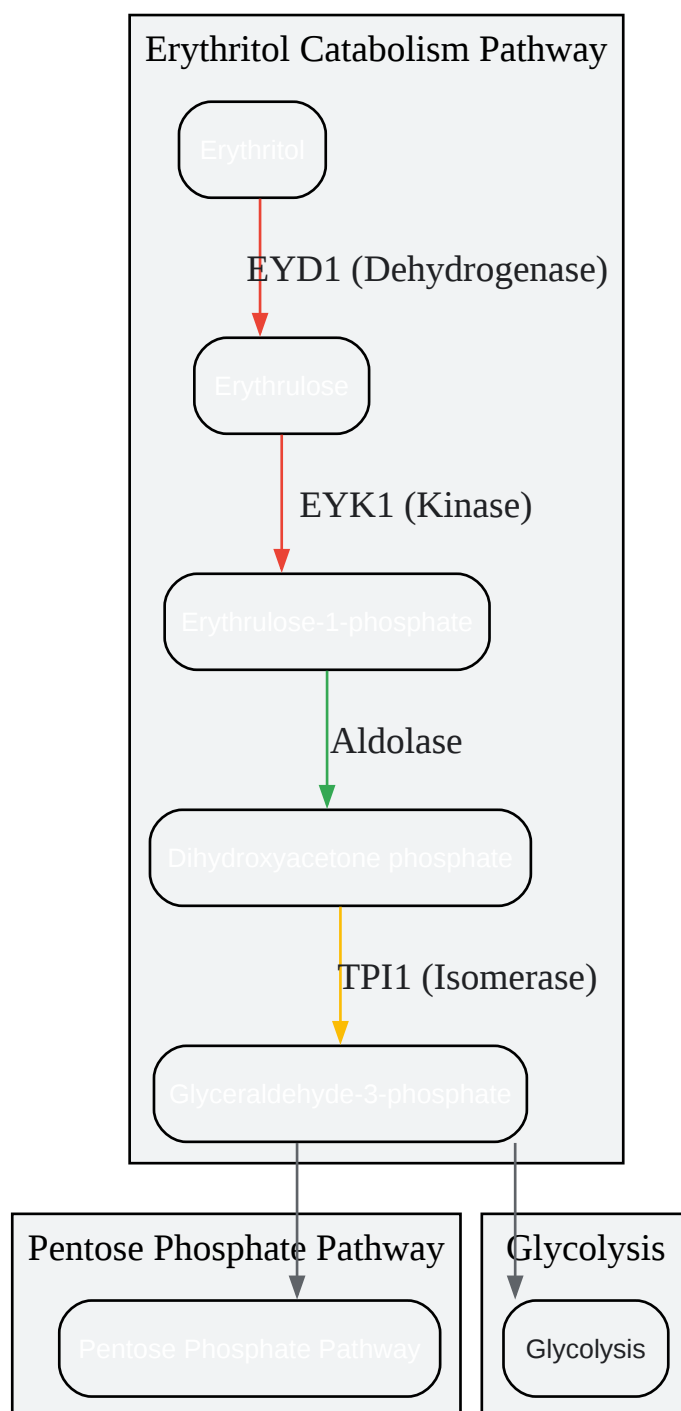 Erythritol Catabolism Pathway
Erythritol
EYD1 (Dehydrogenase)
Erythrulose
EYK1 (Kinase)
Erythrulose-1-phosphate
Aldolase
Dihydroxyacetone phosphate
TPI1 (Isomerase)
Glyceraldehyde-3-phosphate
Pentose Phosphate Pathway
Glycolysis
Pentose Phosphate Pathway
Glycolysis